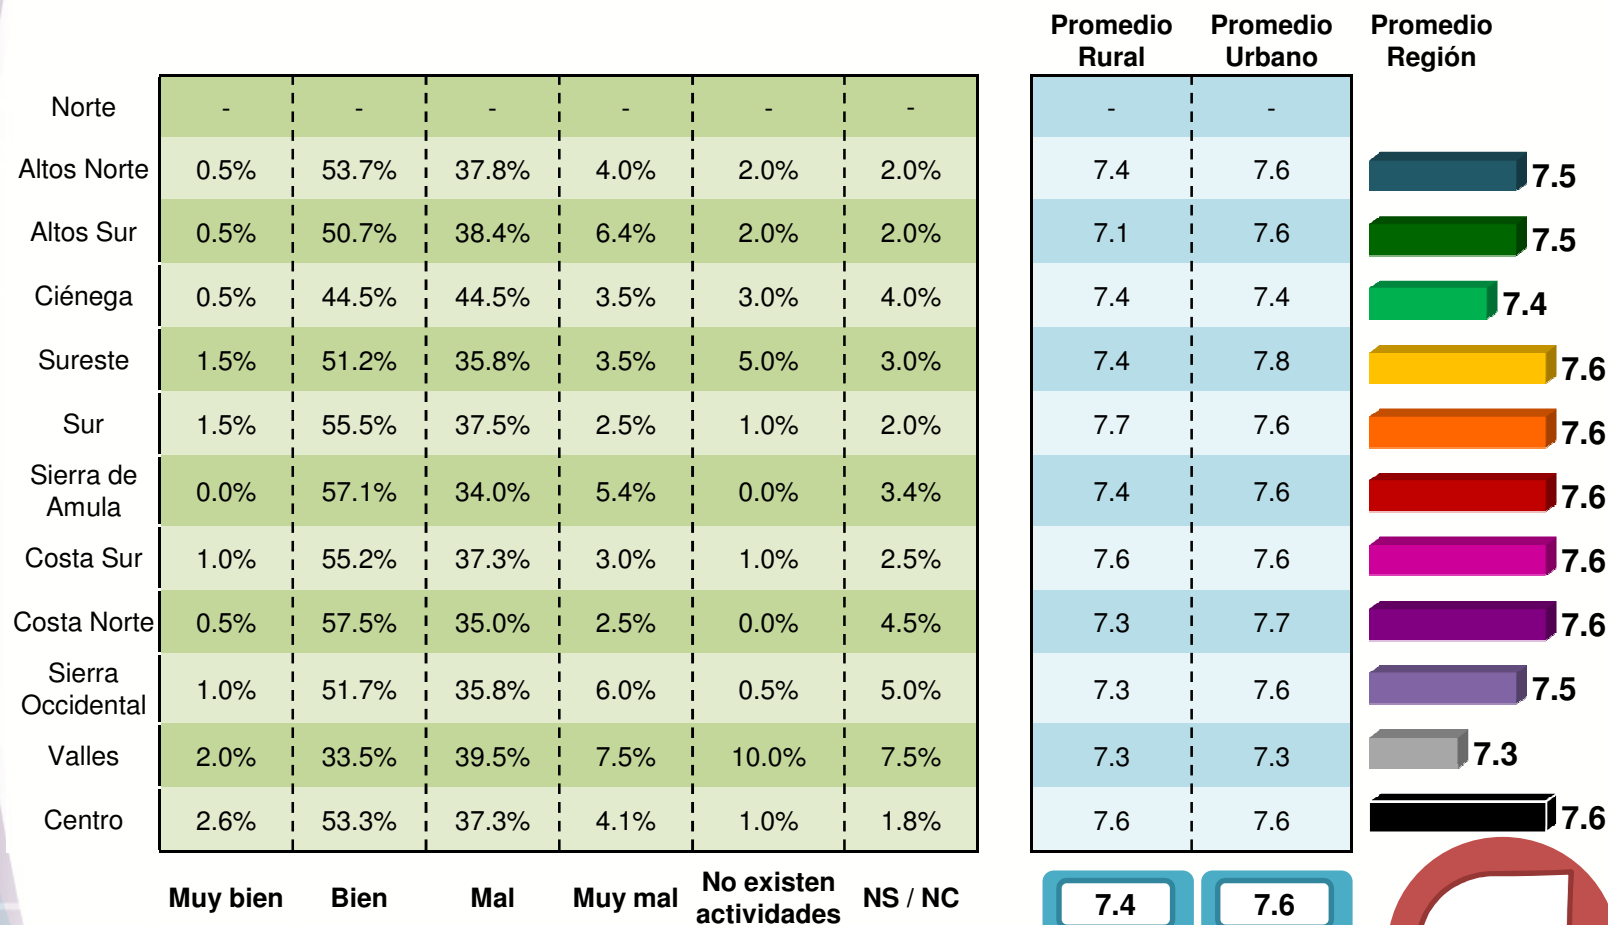 Promedio Rural Promedio Urbano Promedio Región
Norte - - - - - - - -
Altos Norte 0.5% 53.7% 37.8% 4.0% 2.0% 2.0% 7.4 7.6 7.5
Altos Sur 0.5% 50.7% 38.4% 6.4% 2.0% 2.0% 7.1 7.6 7.5
Ciénega 0.5% 44.5% 44.5% 3.5% 3.0% 4.0% 7.4 7.4 7.4
Sureste 1.5% 51.2% 35.8% 3.5% 5.0% 3.0% 7.4 7.8 7.6
Sur 1.5% 55.5% 37.5% 2.5% 1.0% 2.0% 7.7 7.6 7.6
Sierra de Amula 0.0% 57.1% 34.0% 5.4% 0.0% 3.4% 7.4 7.6 7.6
Costa Sur 1.0% 55.2% 37.3% 3.0% 1.0% 2.5% 7.6 7.6 7.6
Costa Norte 0.5% 57.5% 35.0% 2.5% 0.0% 4.5% 7.3 7.7 7.6
Sierra Occidental 1.0% 51.7% 35.8% 6.0% 0.5% 5.0% 7.3 7.6 7.5
Valles 2.0% 33.5% 39.5% 7.5% 10.0% 7.5% 7.3 7.3 7.3
Centro 2.6% 53.3% 37.3% 4.1% 1.0% 1.8% 7.6 7.6 7.6
Muy bien Bien Mal Muy mal No existen actividades NS / NC 7.4 7.6